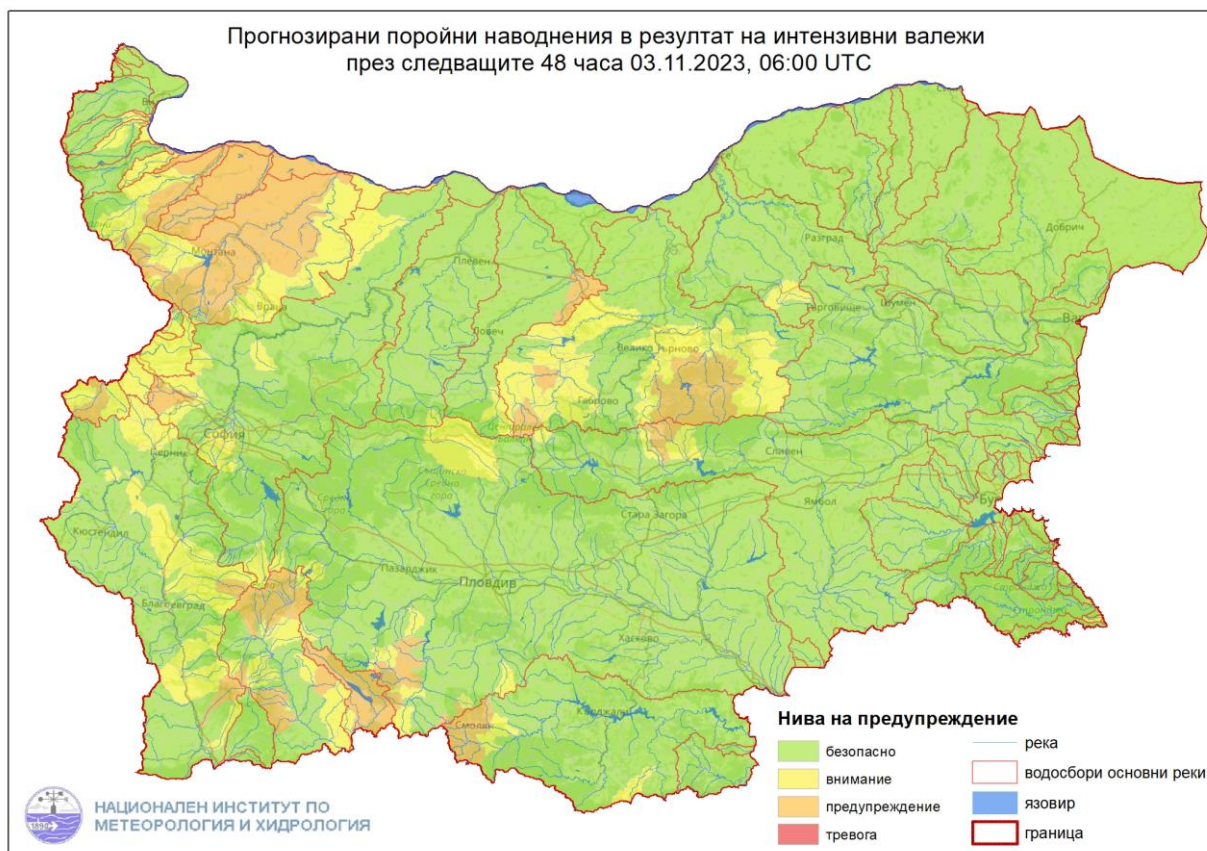 Прогнозирани поройни наводнения в резултат на интензивни валежи
през следващите 48 часа 03.11.2023, 06:00 UTC
Добрич
Разград
Монтана
Плевен
Търговище
Шумен
Враца
Ловеч
Велико Търново
Габрово
София
Перник
Сливен
Ямбол
Стара Загора
Кюстендил
Пазарджик
Пловдив
Благоевград
Хасково
Смолян
Кърджали
Нива на предупреждение
безопасно
внимание
предупреждение
тревога
река
водосбори основни реки
язовир
граница
1890
НАЦИОНАЛЕН ИНСТИТУТ ПО
МЕТЕОРОЛОГИЯ И ХИДРОЛОГИЯ